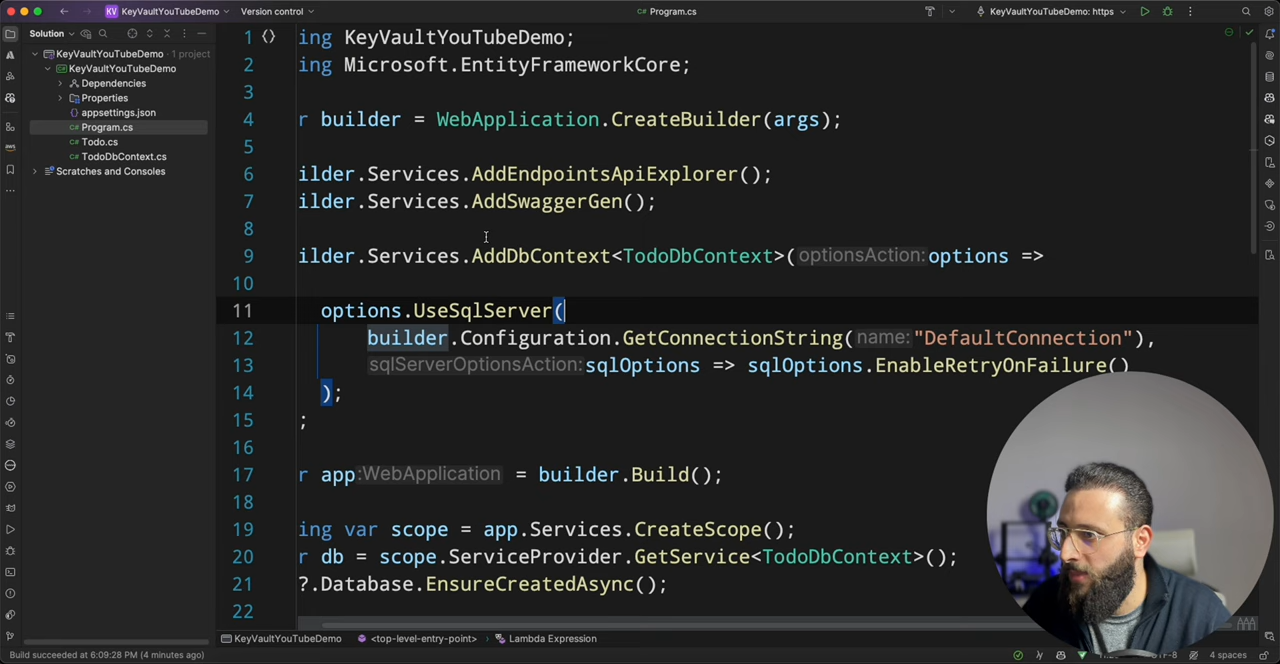 KV KeyVaultYouTubeDemo Version control Program.cs KeyVaultYouTubeDemo: https
Solution
KeyVaultYouTubeDemo 1 project
KeyVaultYouTubeDemo
Dependencies
Properties
appsettings.json
C# Program.cs
C# Todo.cs
C# TodoDbContext.cs
Scratches and Consoles
aws
1 ing KeyVaultYouTubeDemo;
2 ing Microsoft.EntityFrameworkCore;
3
4 r builder = WebApplication.CreateBuilder(args);
5
6 ilder.Services.AddEndpointsApiExplorer();
7 ilder.Services.AddSwaggerGen();
8
9 ilder.Services.AddDbContext<TodoDbContext>(optionsAction: options =>
10
11 options.UseSqlServer(
12 builder.Configuration.GetConnectionString(name: "DefaultConnection"),
13 sqlServerOptionsAction: sqlOptions => sqlOptions.EnableRetryOnFailure()
14 );
15 ;
16
17 r app :WebApplication = builder.Build();
18
19 ing var scope = app.Services.CreateScope();
20 r db = scope.ServiceProvider.GetService<TodoDbContext>();
21 ?.Database.EnsureCreatedAsync();
22
KeyVaultYouTubeDemo <top-level-entry-point> Lambda Expression
Build succeeded at 6:09:28 PM (4 minutes ago) 4 spaces